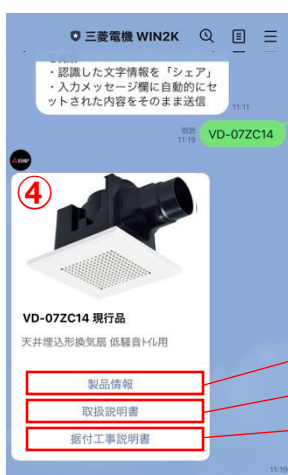 三菱電機 WIN2K
・認識した文字情報を「シェア」
・入力メッセージ欄に自動的にセ
ットされた内容をそのまま送信
11:11
既読
11:19
VD-07ZC14
④
VD-07ZC14 現行品
天井埋込形換気扇 低騒音トイレ用
製品情報
取扱説明書
据付工事説明書
11:19